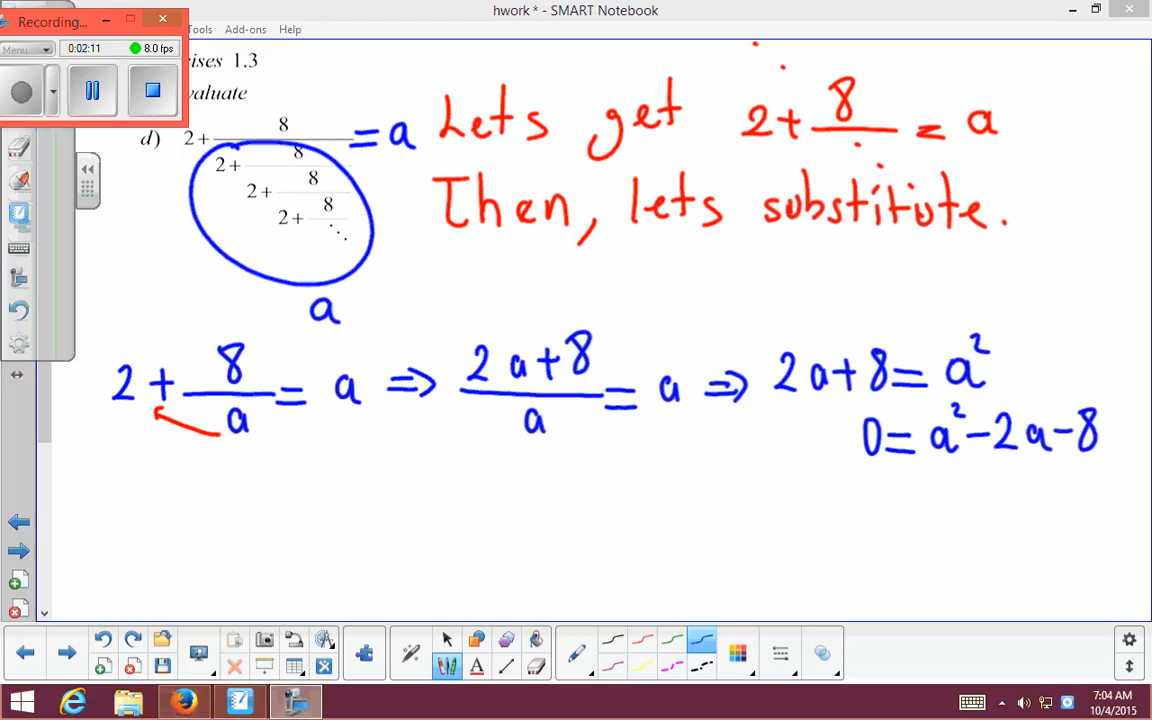 hwork * - SMART Notebook
Recording...
Tools Add-ons Help
Menu 0:02:11 8.0 fps
ises 1.3
valuate
d) 2+ 8 = a
2+ 8
2+ 8
2+ 8
⋱
a
Lets get 2+ 8/ = a
Then, lets substitute.
2 + 8/a = a ⇒ (2a+8)/a = a ⇒ 2a+8 = a²
0 = a² - 2a - 8
A
7:04 AM
10/4/2015